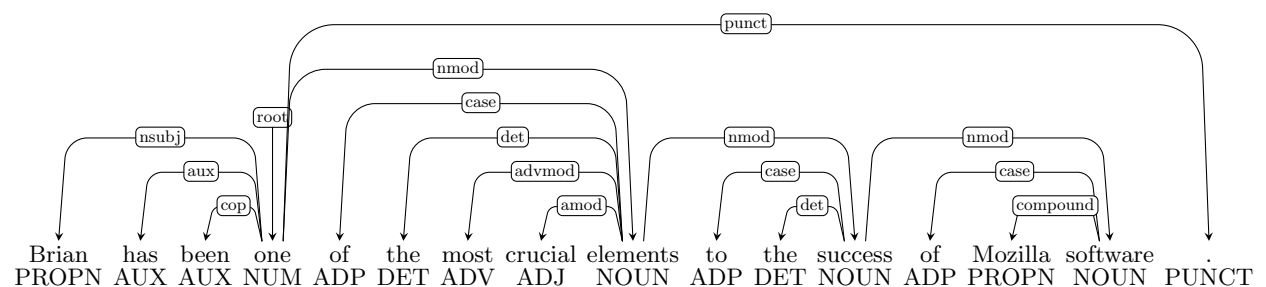 punct
nmod
case
root
nsubj det nmod nmod
aux advmod case case
cop amod det compound
Brian has been one of the most crucial elements to the success of Mozilla software .
PROPN AUX AUX NUM ADP DET ADV ADJ NOUN ADP DET NOUN ADP PROPN NOUN PUNCT